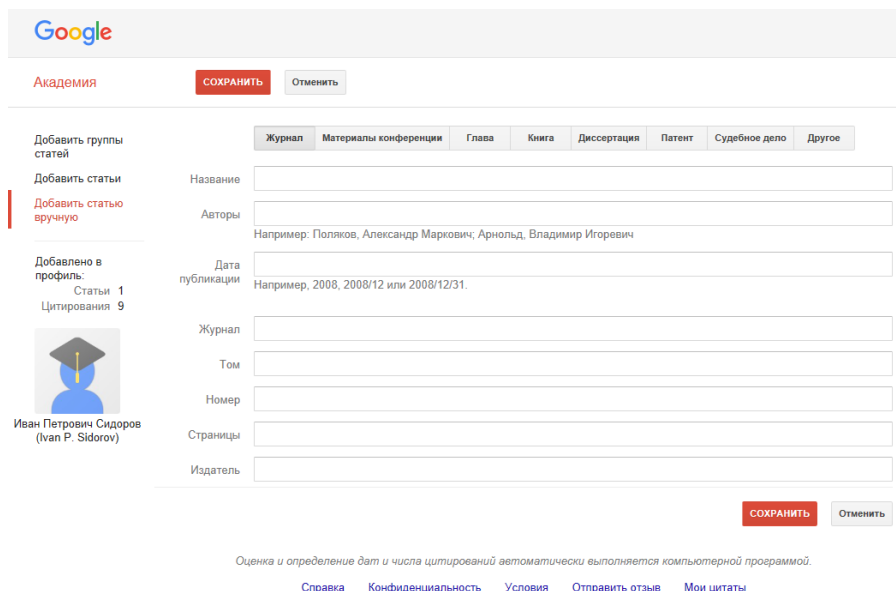 Google
Академия
СОХРАНИТЬ Отменить
Добавить группы
статей
Добавить статьи
Добавить статью
вручную
Добавлено в
профиль:
Статьи 1
Цитирования 9
Иван Петрович Сидоров
(Ivan P. Sidorov)
Журнал Материалы конференции Глава Книга Диссертация Патент Судебное дело Другое
Название
Авторы
Например: Поляков, Александр Маркович; Арнольд, Владимир Игоревич
Дата
публикации
Например, 2008, 2008/12 или 2008/12/31.
Журнал
Том
Номер
Страницы
Издатель
СОХРАНИТЬ Отменить
Оценка и определение дат и числа цитирований автоматически выполняется компьютерной программой.
Справка Конфиденциальность Условия Отправить отзыв Мои цитаты